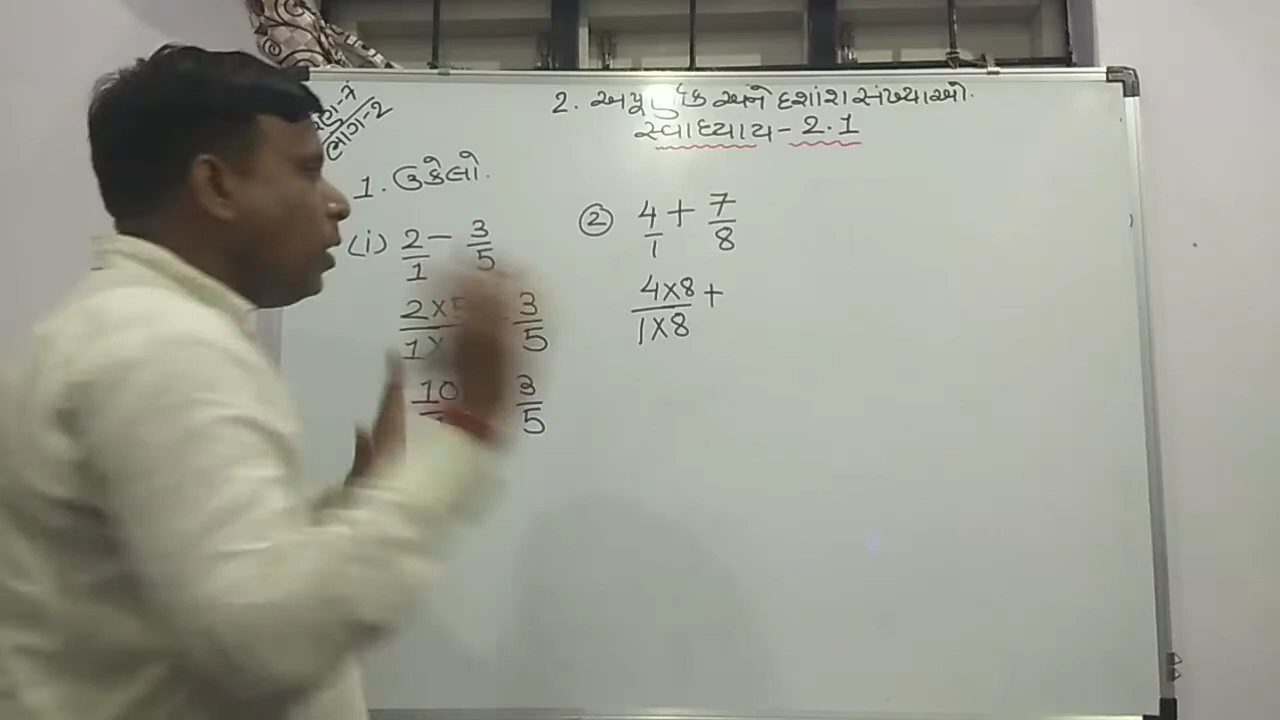 2. અપૂર્ણાંક અને દશાંશ સંખ્યાઓ.
સ્વાધ્યાય - 2.1
ભાગ-2
1. ઉકેલો.
(i) 2/1 - 3/5
2×5 3/5
10 3/5
② 4/1 + 7/8
4×8/1×8 +